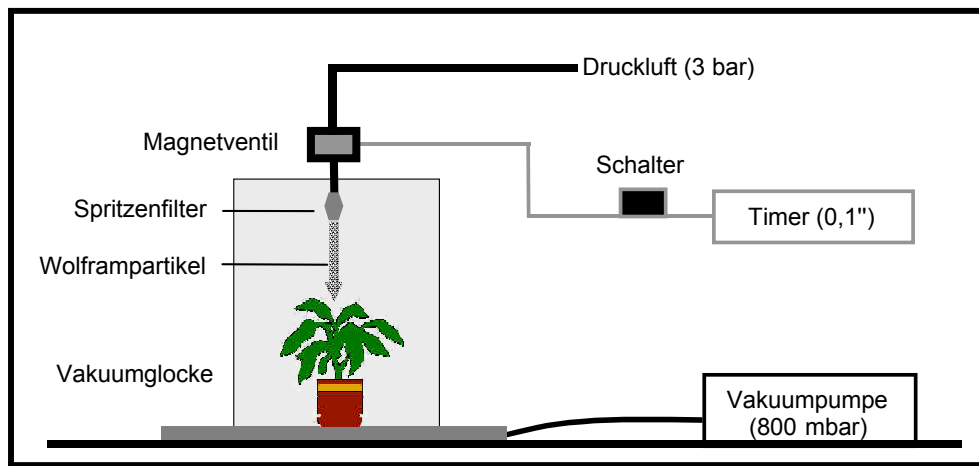 Druckluft (3 bar)
Magnetventil
Schalter
Spritzenfilter
Timer (0,1")
Wolframpartikel
Vakuumglocke
Vakuumpumpe
(800 mbar)